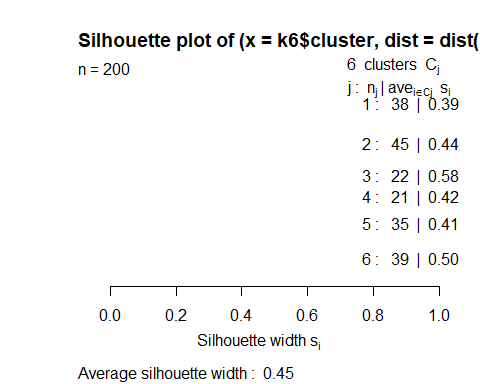 Silhouette plot of (x = k6$cluster, dist = dist(
n = 200
6 clusters Cj
j : nj | avei∈Cj si
1 : 38 | 0.39
2 : 45 | 0.44
3 : 22 | 0.58
4 : 21 | 0.42
5 : 35 | 0.41
6 : 39 | 0.50
0.0 0.2 0.4 0.6 0.8 1.0
Silhouette width si
Average silhouette width : 0.45